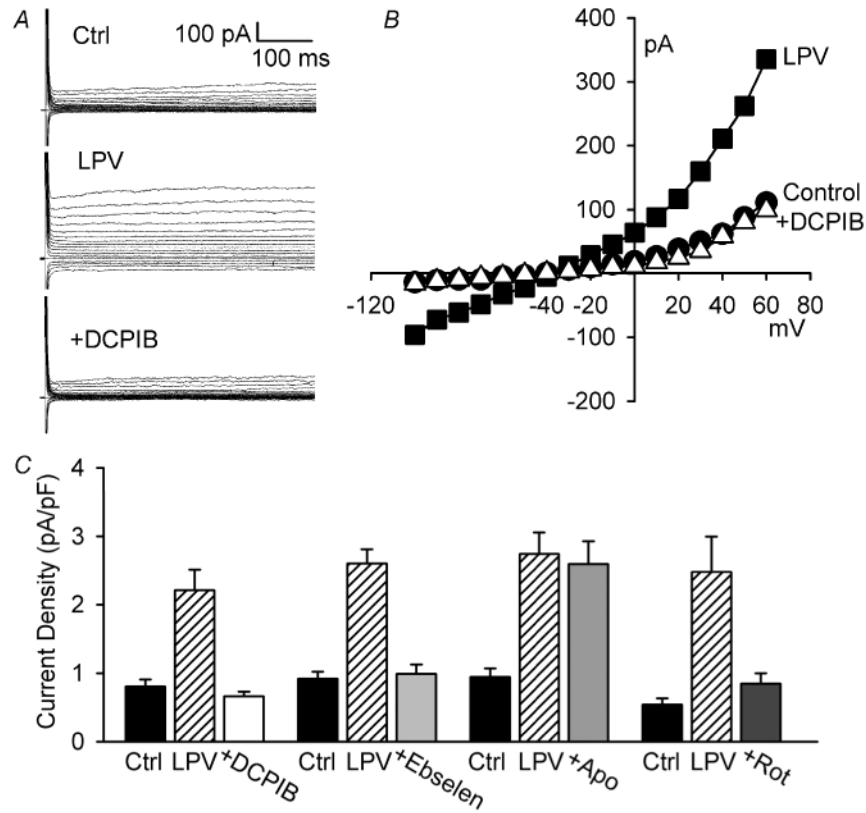 A
Ctrl
100 pA
100 ms
LPV
+DCPIB
B
400
pA
300
200
100
-100
-200
LPV
Control
+DCPIB
-120
-40
-20
20
40
60
80
mV
C
Current Density (pA/pF)
4
3
2
1
0
Ctrl LPV +DCPIB
Ctrl LPV +Ebselen
Ctrl LPV +Apo
Ctrl LPV +Rot